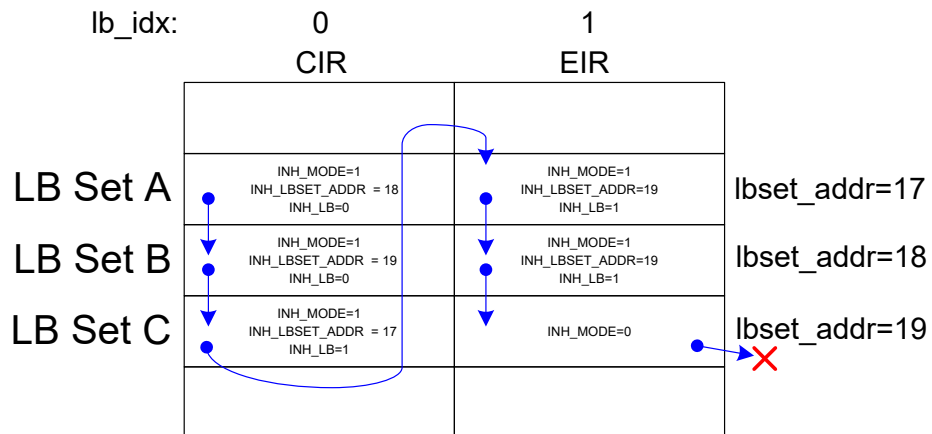 lb_idx: 0 1
CIR EIR
LB Set A
INH_MODE=1
INH_LBSET_ADDR = 18
INH_LB=0
INH_MODE=1
INH_LBSET_ADDR=19
INH_LB=1
lbset_addr=17
LB Set B
INH_MODE=1
INH_LBSET_ADDR = 19
INH_LB=0
INH_MODE=1
INH_LBSET_ADDR=19
INH_LB=1
lbset_addr=18
LB Set C
INH_MODE=1
INH_LBSET_ADDR = 17
INH_LB=1
INH_MODE=0
lbset_addr=19